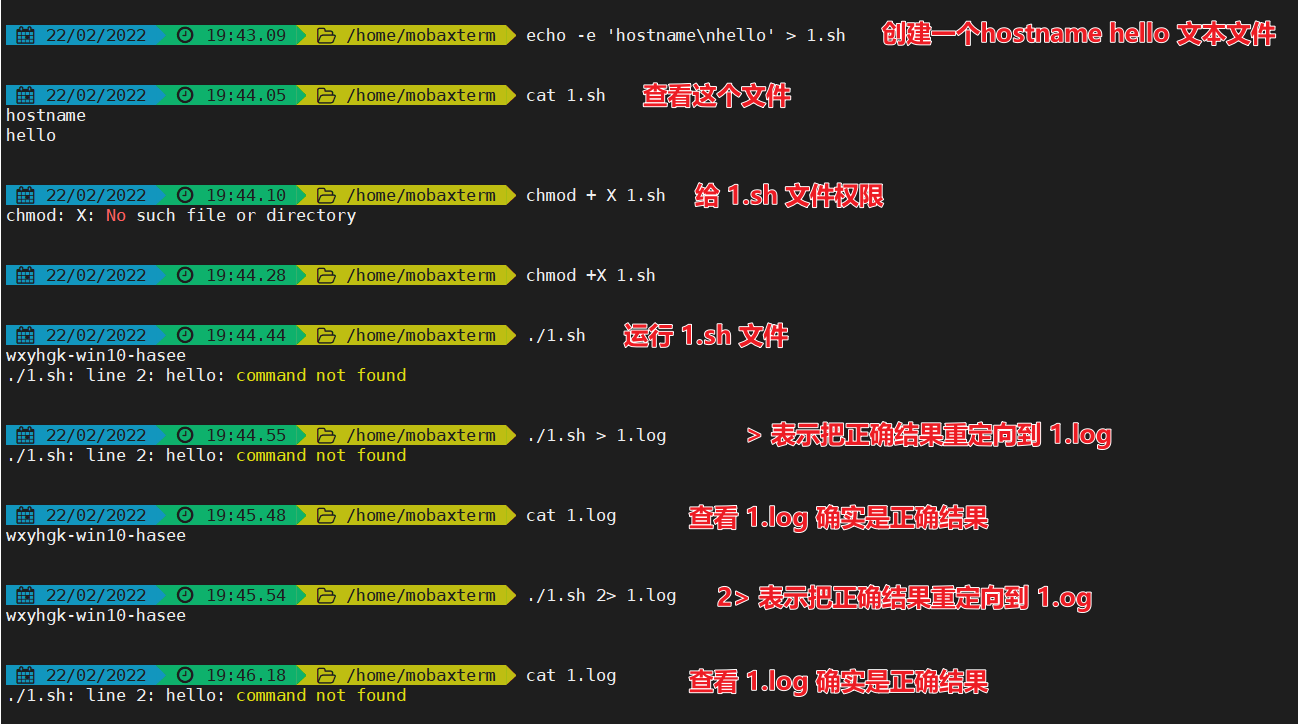 22/02/2022 19:43.09 /home/mobaxterm echo -e 'hostname\nhello' > 1.sh 创建一个hostname hello 文本文件
22/02/2022 19:44.05 /home/mobaxterm cat 1.sh 查看这个文件
hostname
hello
22/02/2022 19:44.10 /home/mobaxterm chmod + X 1.sh 给 1.sh 文件权限
chmod: X: No such file or directory
22/02/2022 19:44.28 /home/mobaxterm chmod +X 1.sh
22/02/2022 19:44.44 /home/mobaxterm ./1.sh 运行 1.sh 文件
wxyhgk-win10-hasee
./1.sh: line 2: hello: command not found
22/02/2022 19:44.55 /home/mobaxterm ./1.sh > 1.log > 表示把正确结果重定向到 1.log
./1.sh: line 2: hello: command not found
22/02/2022 19:45.48 /home/mobaxterm cat 1.log 查看 1.log 确实是正确结果
wxyhgk-win10-hasee
22/02/2022 19:45.54 /home/mobaxterm ./1.sh 2> 1.log 2> 表示把正确结果重定向到 1.og
wxyhgk-win10-hasee
22/02/2022 19:46.18 /home/mobaxterm cat 1.log 查看 1.log 确实是正确结果
./1.sh: line 2: hello: command not found